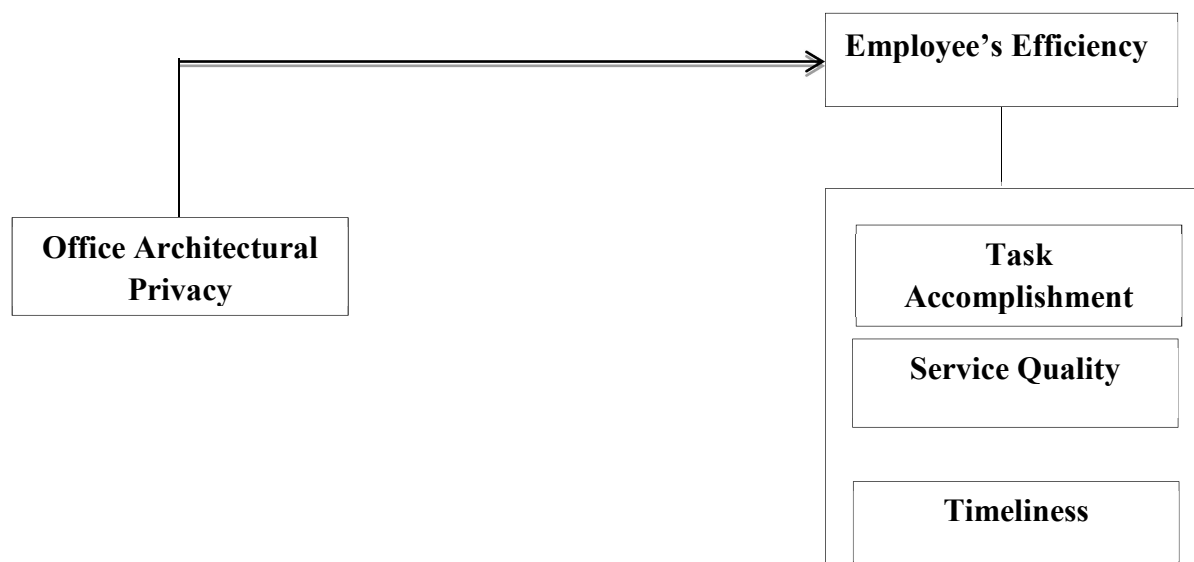 Employee’s Efficiency
Office Architectural
Privacy
Task
Accomplishment
Service Quality
Timeliness